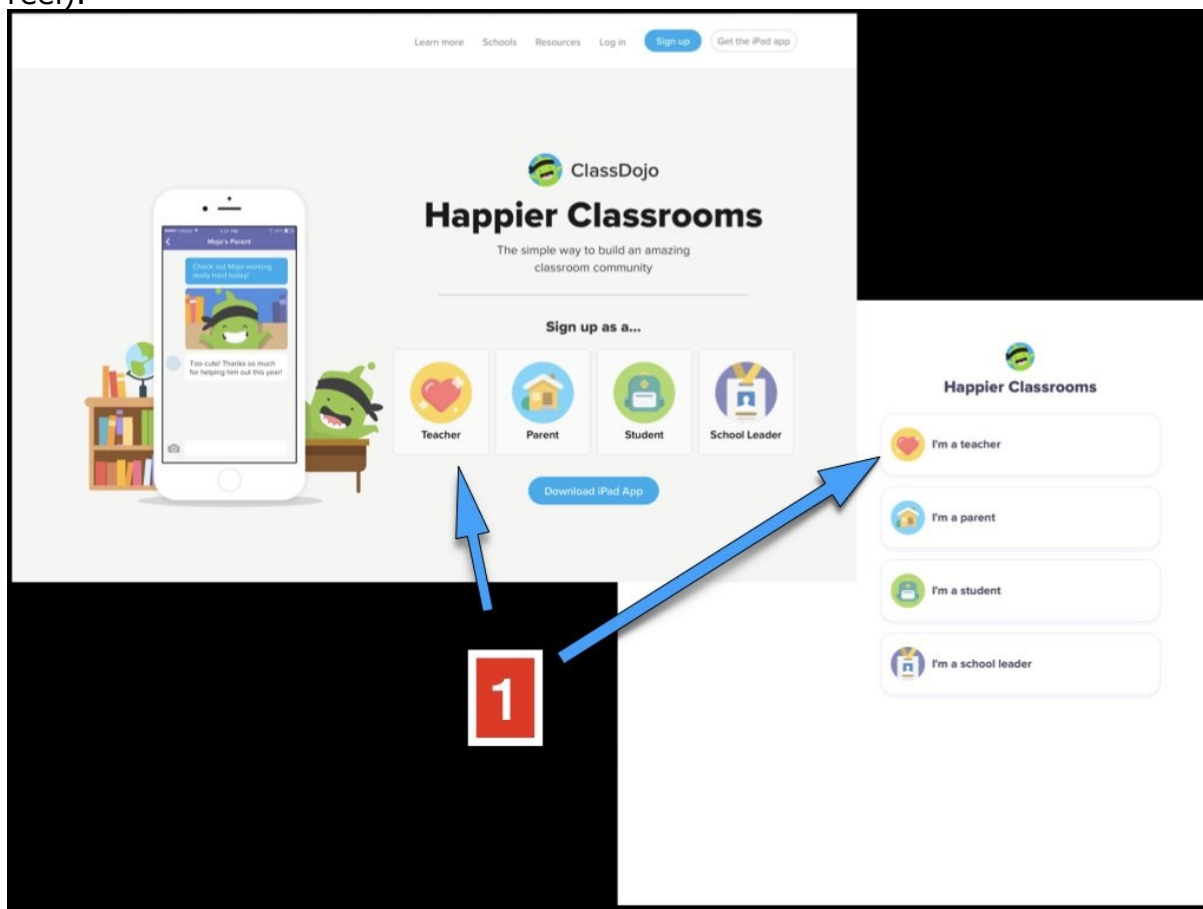 Learn more Schools Resources Log in Sign up Get the iPad app
ClassDojo
Happier Classrooms
The simple way to build an amazing
classroom community
Sign up as a...
Teacher Parent Student School Leader
Download iPad App
Mojo's Parent
Check out Mojo working
really hard today!
Too cute! Thanks so much
for helping him out this year!
Happier Classrooms
I'm a teacher
I'm a parent
I'm a student
I'm a school leader
1